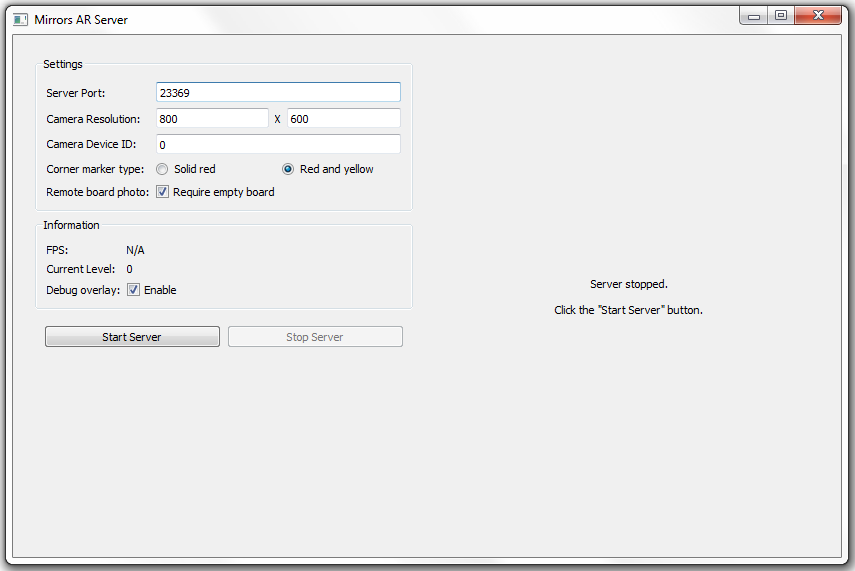 Mirrors AR Server
Settings
Server Port: 23369
Camera Resolution: 800 X 600
Camera Device ID: 0
Corner marker type: Solid red Red and yellow
Remote board photo: Require empty board
Information
FPS: N/A
Current Level: 0
Debug overlay: Enable
Start Server Stop Server
Server stopped.
Click the "Start Server" button.